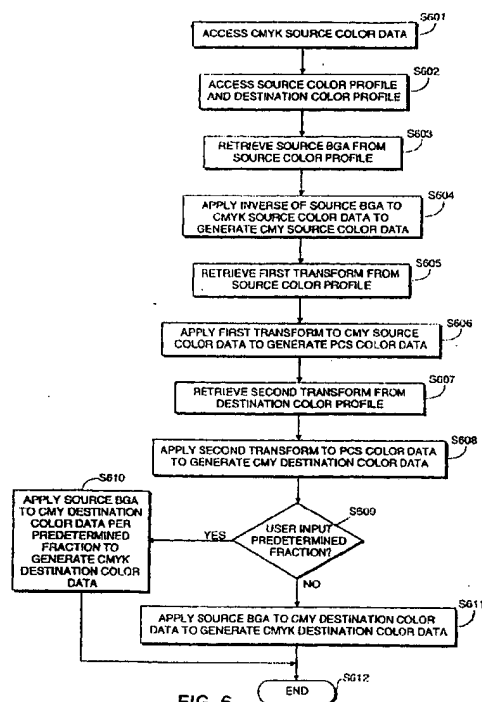 S601
ACCESS CMYK SOURCE COLOR DATA
S602
ACCESS SOURCE COLOR PROFILE
AND DESTINATION COLOR PROFILE
S603
RETRIEVE SOURCE BGA FROM
SOURCE COLOR PROFILE
S604
APPLY INVERSE OF SOURCE BGA TO
CMYK SOURCE COLOR DATA TO
GENERATE CMY SOURCE COLOR DATA
S605
RETRIEVE FIRST TRANSFORM FROM
SOURCE COLOR PROFILE
S606
APPLY FIRST TRANSFORM TO CMY SOURCE
COLOR DATA TO GENERATE PCS COLOR DATA
S607
RETRIEVE SECOND TRANSFORM FROM
DESTINATION COLOR PROFILE
S608
APPLY SECOND TRANSFORM TO PCS COLOR DATA
TO GENERATE CMY DESTINATION COLOR DATA
S609
USER INPUT
PREDETERMINED
FRACTION?
YES
S610
APPLY SOURCE BGA
TO CMY DESTINATION
COLOR DATA PER
PREDETERMINED
FRACTION TO
GENERATE CMYK
DESTINATION COLOR
DATA
NO
S611
APPLY SOURCE BGA TO CMY DESTINATION COLOR
DATA TO GENERATE CMYK DESTINATION COLOR DATA
S612
END
FIG. 6